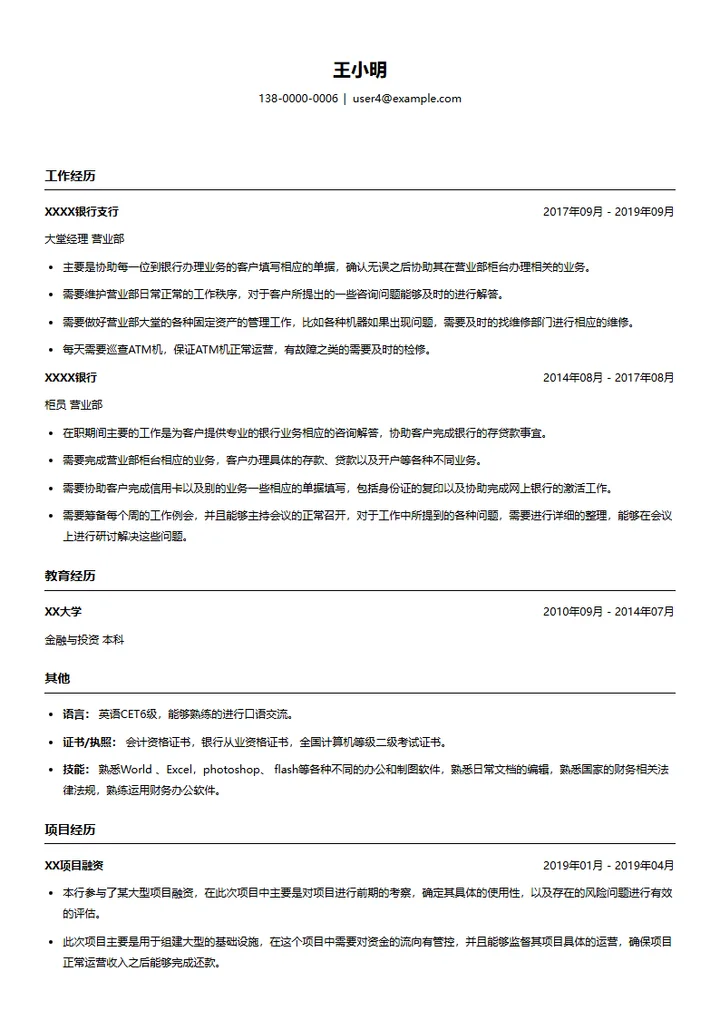 王小明
138-0000-0006 | user4@example.com
工作经历
XXXX银行支行 2017年09月 - 2019年09月
大堂经理 营业部
• 主要是协助每一位到银行办理业务的客户填写相应的单据，确认无误之后协助其在营业部柜台办理相关的业务。
• 需要维护营业部日常正常的工作秩序，对于客户所提出的一些咨询问题能够及时的进行解答。
• 需要做好营业部大堂的各种固定资产的管理工作，比如各种机器如果出现问题，需要及时的找维修部门进行相应的维修。
• 每天需要巡查ATM机，保证ATM机正常运营，有故障之类的需要及时的检修。
XXXX银行 2014年08月 - 2017年08月
柜员 营业部
• 在职期间主要的工作是为客户提供专业的银行业务相应的咨询解答，协助客户完成银行的存贷款事宜。
• 需要完成营业部柜台相应的业务，客户办理具体的存款、贷款以及开户等各种不同业务。
• 需要协助客户完成信用卡以及别的业务一些相应的单据填写，包括身份证的复印以及协助完成网上银行的激活工作。
• 需要筹备每个周的工作例会，并且能够主持会议的正常召开，对于工作中所提到的各种问题，需要进行详细的整理，能够在会议
上进行研讨解决这些问题。
教育经历
XX大学 2010年09月 - 2014年07月
金融与投资 本科
其他
• 语言： 英语CET6级，能够熟练的进行口语交流。
• 证书/执照： 会计资格证书，银行从业资格证书，全国计算机等级二级考试证书。
• 技能： 熟悉World 、Excel，photoshop、 flash等各种不同的办公和制图软件，熟悉日常文档的编辑，熟悉国家的财务相关法
律法规，熟练运用财务办公软件。
项目经历
XX项目融资 2019年01月 - 2019年04月
• 本行参与了某大型项目融资，在此次项目中主要是对项目进行前期的考察，确定其具体的使用性，以及存在的风险问题进行有效
的评估。
• 此次项目主要是用于组建大型的基础设施，在这个项目中需要对资金的流向有管控，并且能够监督其项目具体的运营，确保项目
正常运营收入之后能够完成还款。